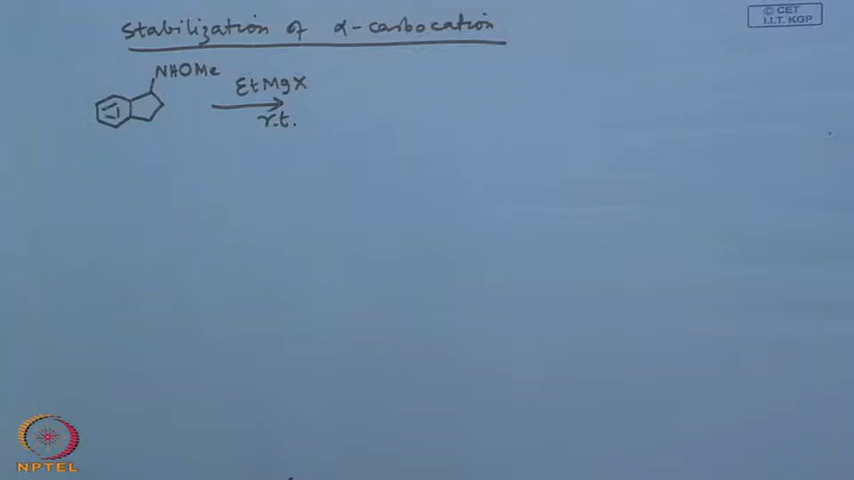 Stabilization of α-carbocation
© CET
I.I.T. KGP
NHOMe
EtMgX
r.t.
NPTEL